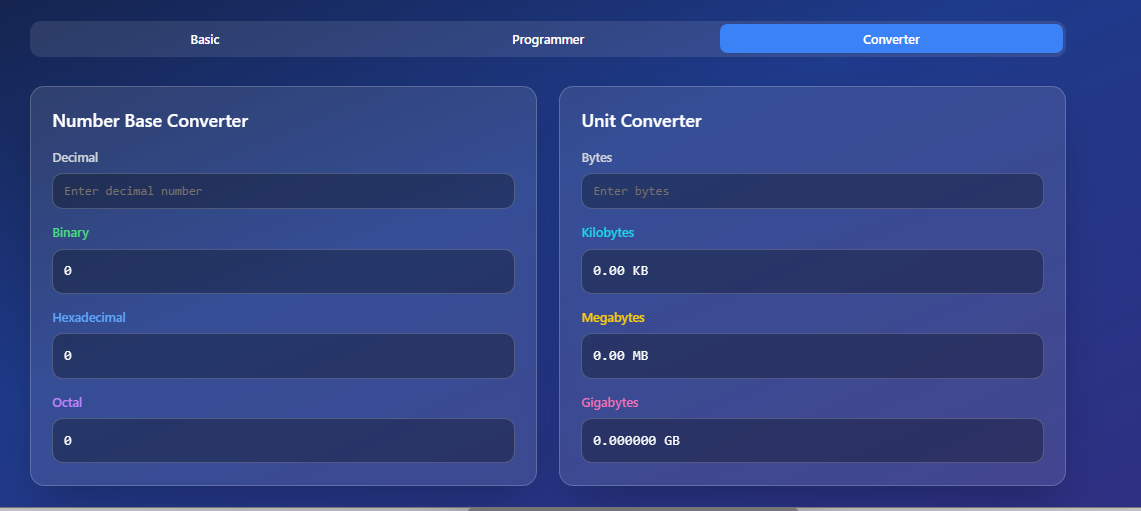 Basic
Programmer
Converter
Number Base Converter
Decimal
Enter decimal number
Binary
0
Hexadecimal
0
Octal
0
Unit Converter
Bytes
Enter bytes
Kilobytes
0.00 KB
Megabytes
0.00 MB
Gigabytes
0.000000 GB